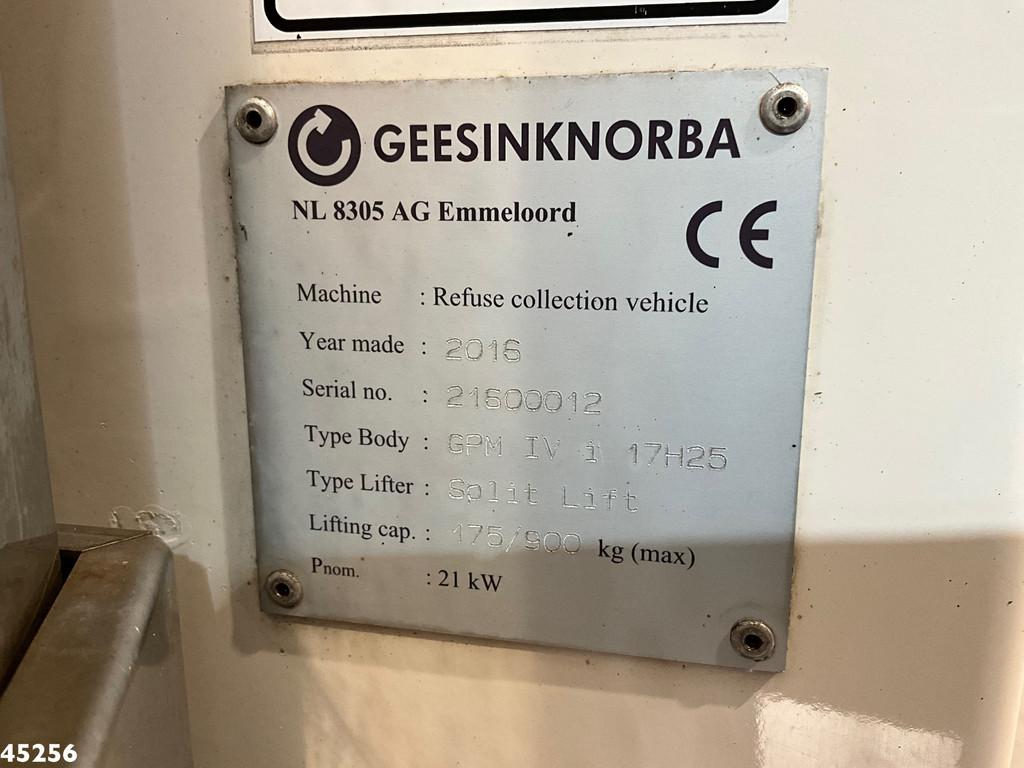 GEESINKNORBA
NL 8305 AG Emmeloord
CE
Machine : Refuse collection vehicle
Year made : 2016
Serial no. : 21600012
Type Body : GPM IV i 17H25
Type Lifter : Split Lift
Lifting cap. : 175/900 kg (max)
Pnom. : 21 kW
45256